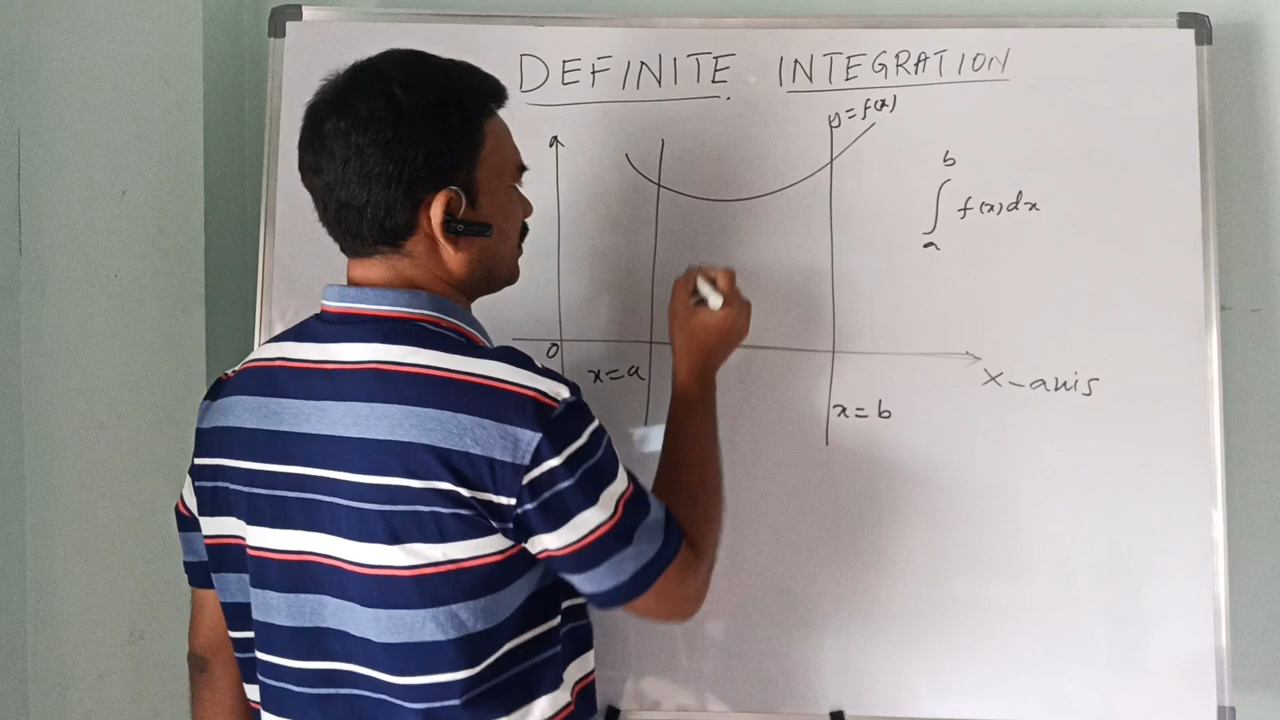 DEFINITE INTEGRATION
y = f(x)
b
∫ f(x) dx
a
0
x = a
X-axis
x = b